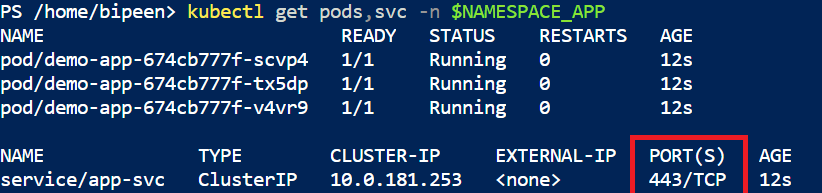 PS /home/bipeen> kubectl get pods,svc -n $NAMESPACE_APP
NAME READY STATUS RESTARTS AGE
pod/demo-app-674cb777f-scvp4 1/1 Running 0 12s
pod/demo-app-674cb777f-tx5dp 1/1 Running 0 12s
pod/demo-app-674cb777f-v4vr9 1/1 Running 0 12s
NAME TYPE CLUSTER-IP EXTERNAL-IP PORT(S) AGE
service/app-svc ClusterIP 10.0.181.253 <none> 443/TCP 12s